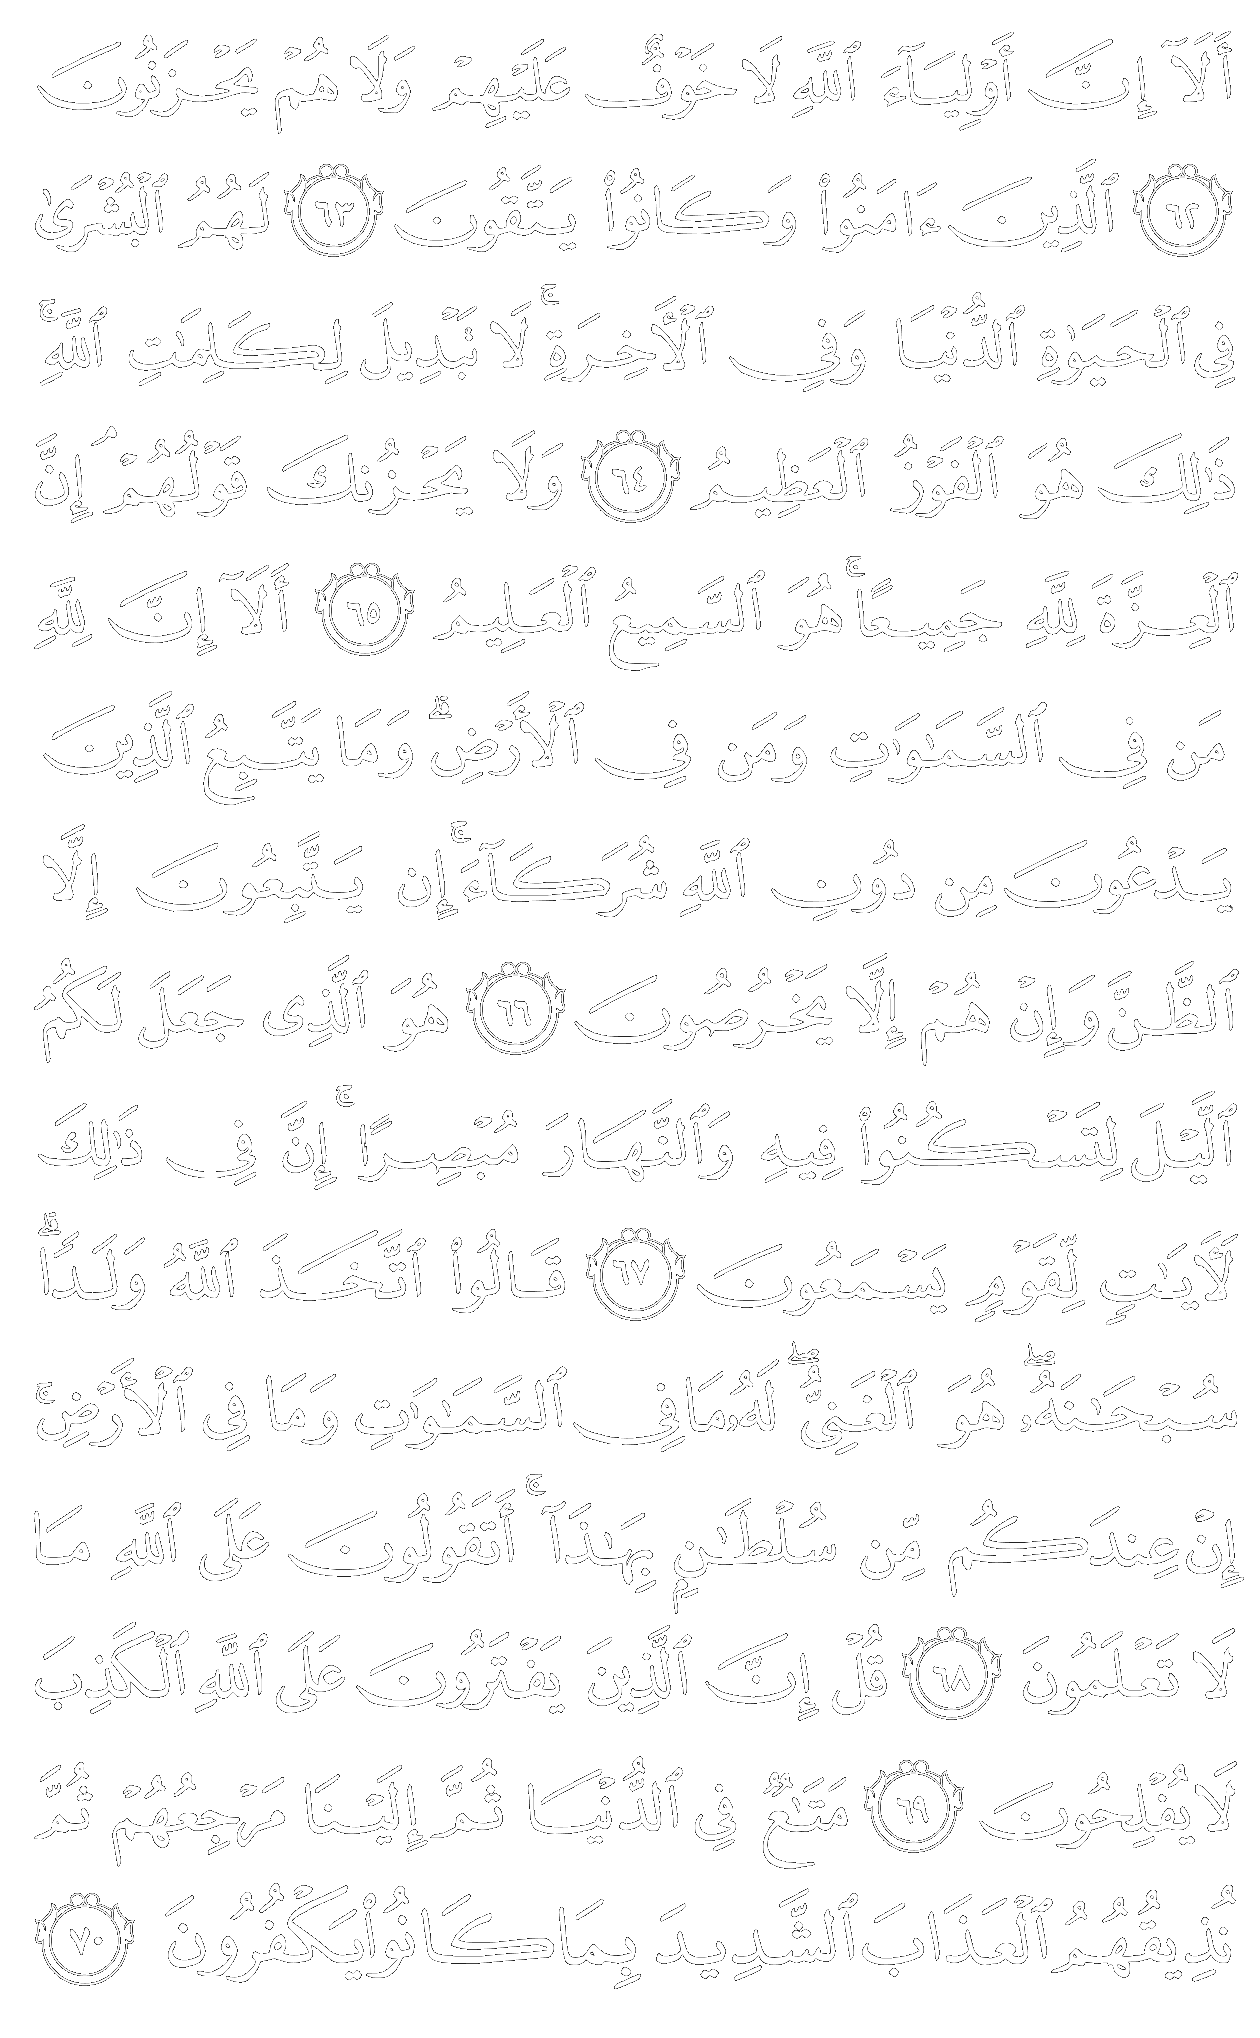 أَلَآ إِنَّ أَوْلِيَآءَ ٱللَّهِ لَا خَوْفٌ عَلَيْهِمْ وَلَا هُمْ يَحْزَنُونَ
٦٢ ٱلَّذِينَ ءَامَنُوا۟ وَكَانُوا۟ يَتَّقُونَ ٦٣ لَهُمُ ٱلْبُشْرَىٰ
فِى ٱلْحَيَوٰةِ ٱلدُّنْيَا وَفِى ٱلْـَٔاخِرَةِ ۚ لَا تَبْدِيلَ لِكَلِمَٰتِ ٱللَّهِ ۚ
ذَٰلِكَ هُوَ ٱلْفَوْزُ ٱلْعَظِيمُ ٦٤ وَلَا يَحْزُنكَ قَوْلُهُمْ ۘ إِنَّ
ٱلْعِزَّةَ لِلَّهِ جَمِيعًا ۚ هُوَ ٱلسَّمِيعُ ٱلْعَلِيمُ ٦٥ أَلَآ إِنَّ لِلَّهِ
مَن فِى ٱلسَّمَٰوَٰتِ وَمَن فِى ٱلْأَرْضِ ۗ وَمَا يَتَّبِعُ ٱلَّذِينَ
يَدْعُونَ مِن دُونِ ٱللَّهِ شُرَكَآءَ ۚ إِن يَتَّبِعُونَ إِلَّا
ٱلظَّنَّ وَإِنْ هُمْ إِلَّا يَخْرُصُونَ ٦٦ هُوَ ٱلَّذِى جَعَلَ لَكُمُ
ٱلَّيْلَ لِتَسْكُنُوا۟ فِيهِ وَٱلنَّهَارَ مُبْصِرًا ۚ إِنَّ فِى ذَٰلِكَ
لَـَٔايَٰتٍ لِّقَوْمٍ يَسْمَعُونَ ٦٧ قَالُوا۟ ٱتَّخَذَ ٱللَّهُ وَلَدًا ۗ
سُبْحَٰنَهُۥ ۖ هُوَ ٱلْغَنِىُّ ۖ لَهُۥ مَا فِى ٱلسَّمَٰوَٰتِ وَمَا فِى ٱلْأَرْضِ ۚ
إِنْ عِندَكُم مِّن سُلْطَٰنٍۭ بِهَٰذَآ ۚ أَتَقُولُونَ عَلَى ٱللَّهِ مَا
لَا تَعْلَمُونَ ٦٨ قُلْ إِنَّ ٱلَّذِينَ يَفْتَرُونَ عَلَى ٱللَّهِ ٱلْكَذِبَ
لَا يُفْلِحُونَ ٦٩ مَتَٰعٌ فِى ٱلدُّنْيَا ثُمَّ إِلَيْنَا مَرْجِعُهُمْ ثُمَّ
نُذِيقُهُمُ ٱلْعَذَابَ ٱلشَّدِيدَ بِمَا كَانُوا۟ يَكْفُرُونَ ٧٠